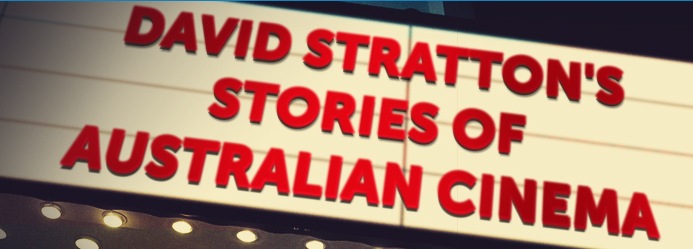 DAVID STRATTON'S
STORIES OF
AUSTRALIAN CINEMA